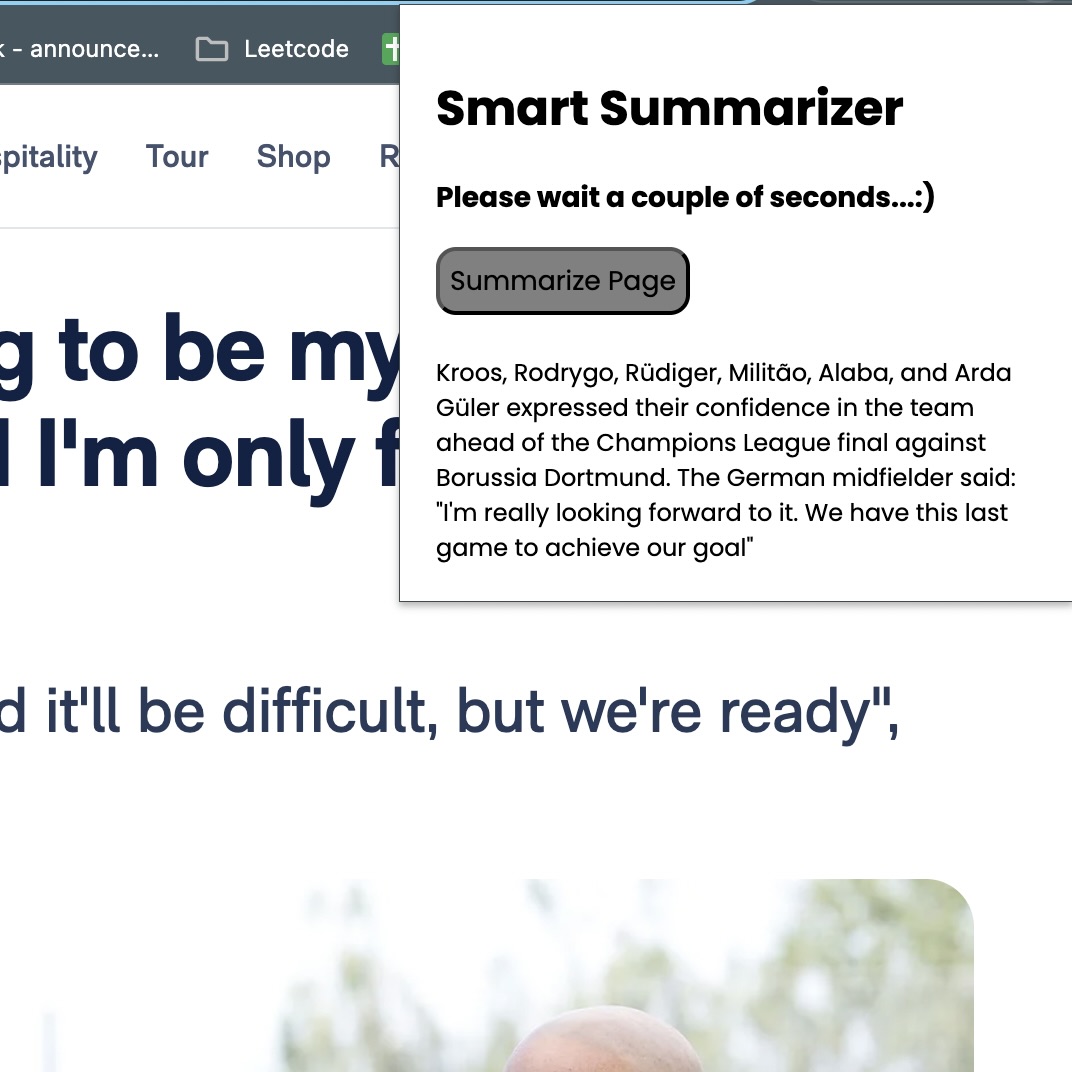 k - announce...
Leetcode
Smart Summarizer
spitality
Tour
Shop
R
Please wait a couple of seconds...:)
Summarize Page
g to be my
I'm only f
Kroos, Rodrygo, Rüdiger, Militão, Alaba, and Arda
Güler expressed their confidence in the team
ahead of the Champions League final against
Borussia Dortmund. The German midfielder said:
"I'm really looking forward to it. We have this last
game to achieve our goal"
d it'll be difficult, but we're ready",